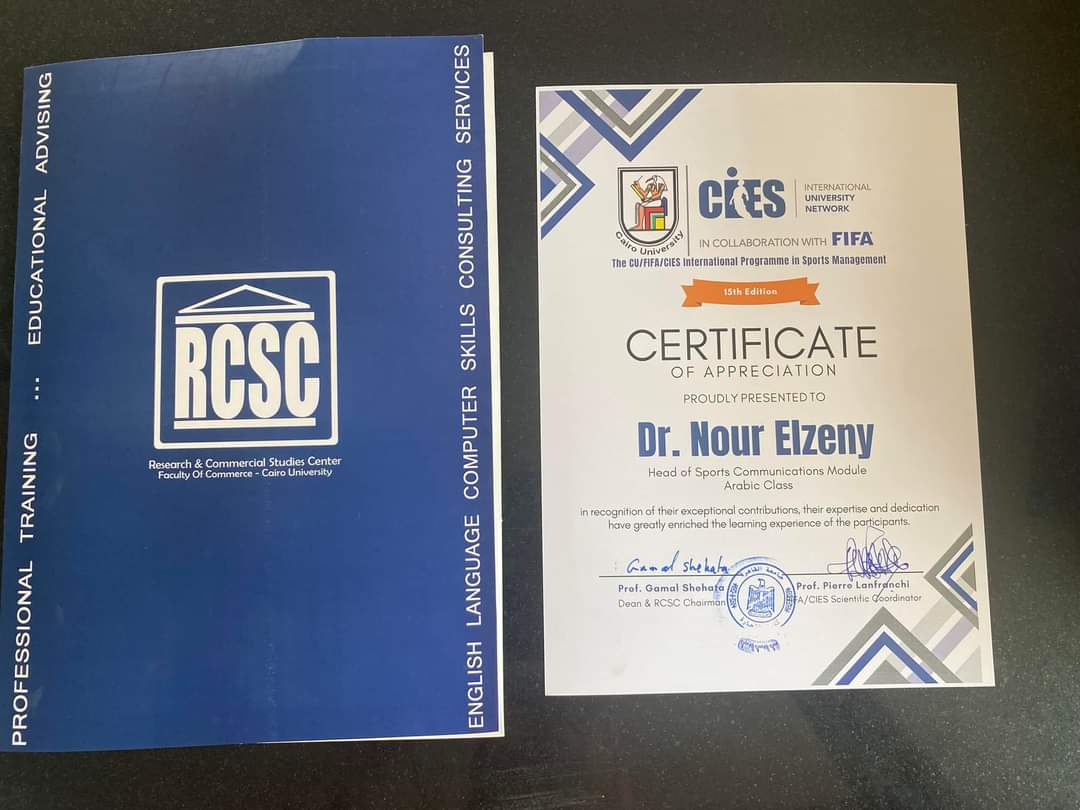 PROFESSIONAL TRAINING ... EDUCATIONAL ADVISING
RCSC
Research & Commercial Studies Center
Faculty Of Commerce - Cairo University
ENGLISH LANGUAGE COMPUTER SKILLS CONSULTING SERVICES
Cairo University
CIES
INTERNATIONAL
UNIVERSITY
NETWORK
IN COLLABORATION WITH FIFA
The CU/FIFA/CIES International Programme in Sports Management
15th Edition
CERTIFICATE
OF APPRECIATION
PROUDLY PRESENTED TO
Dr. Nour Elzeny
Head of Sports Communications Module
Arabic Class
in recognition of their exceptional contributions, their expertise and dedication
have greatly enriched the learning experience of the participants.
Gamal Shehata
Prof. Gamal Shehata
Dean & RCSC Chairman
جامعة القاهرة
Prof. Pierre Lanfranchi
FA/CIES Scientific Coordinator